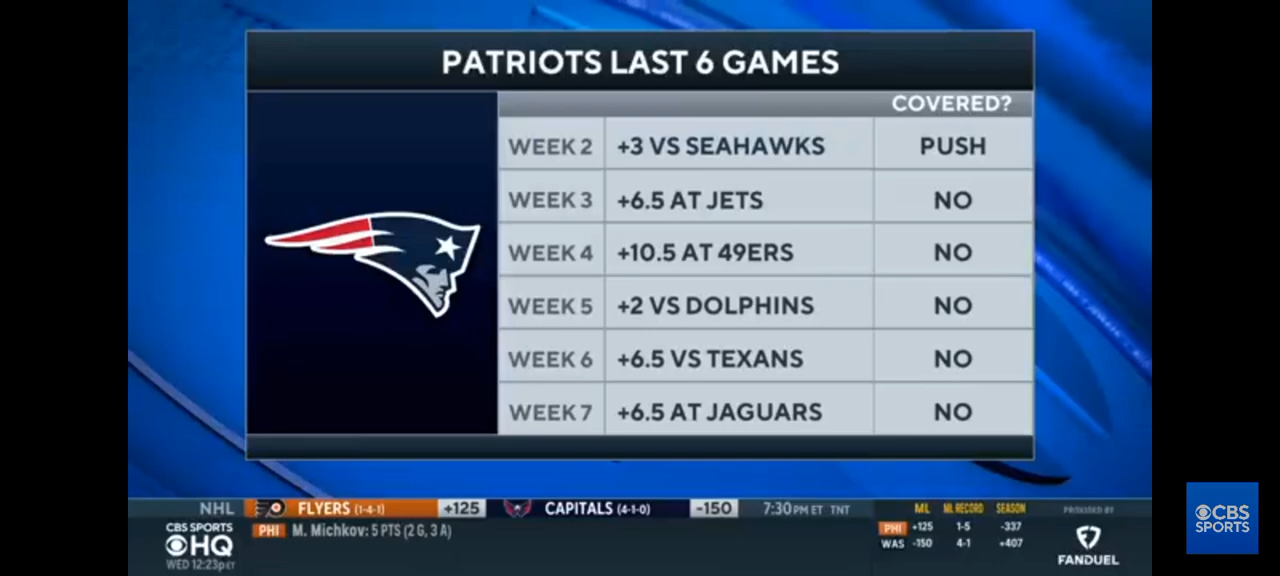 PATRIOTS LAST 6 GAMES
COVERED?
WEEK 2 +3 VS SEAHAWKS PUSH
WEEK 3 +6.5 AT JETS NO
WEEK 4 +10.5 AT 49ERS NO
WEEK 5 +2 VS DOLPHINS NO
WEEK 6 +6.5 VS TEXANS NO
WEEK 7 +6.5 AT JAGUARS NO
NHL FLYERS (1-4-1) +125 CAPITALS (4-1-0) -150 7:30PM ET TNT
ML ML RECORD SEASON
PHI +125 1-5 -337
WAS -150 4-1 +407
PROVIDED BY
FANDUEL
CBS SPORTS
HQ
WED 12:23PM ET
PHI M. Michkov: 5 PTS (2 G, 3 A)
CBS
SPORTS